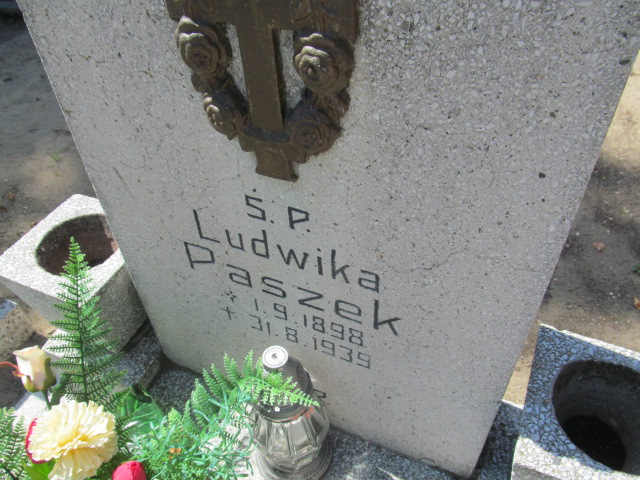 Ś. P.
Ludwika
Paszek
* 1.9.1898
+ 31.8.1939